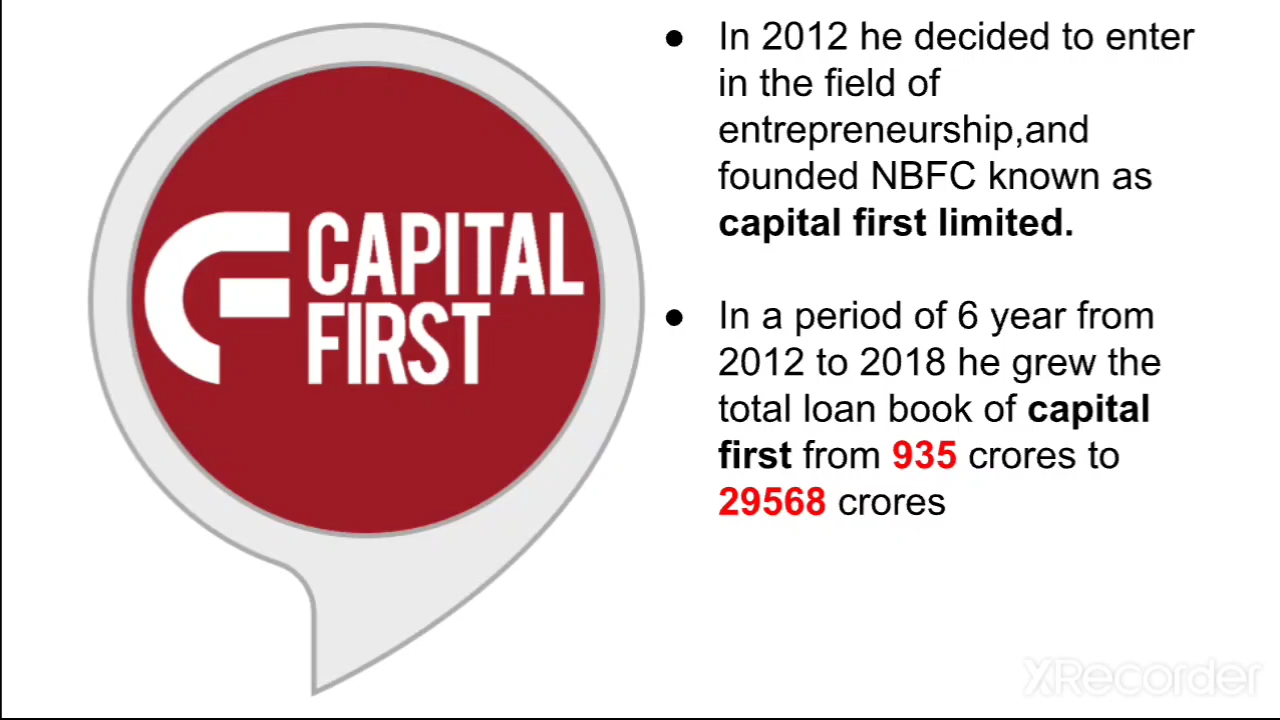 CAPITAL
FIRST
● In 2012 he decided to enter
in the field of
entrepreneurship,and
founded NBFC known as
capital first limited.
● In a period of 6 year from
2012 to 2018 he grew the
total loan book of capital
first from 935 crores to
29568 crores
XRecorder